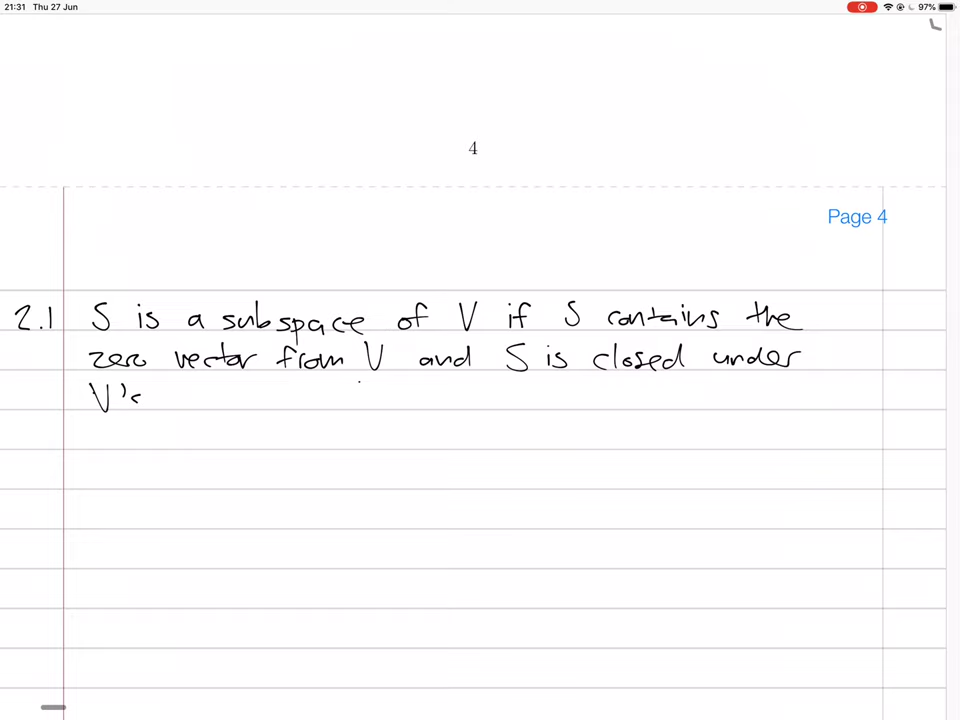 21:31 Thu 27 Jun 97%
4
Page 4
2.1 S is a subspace of V if S contains the
zero vector from V and S is closed under
V's